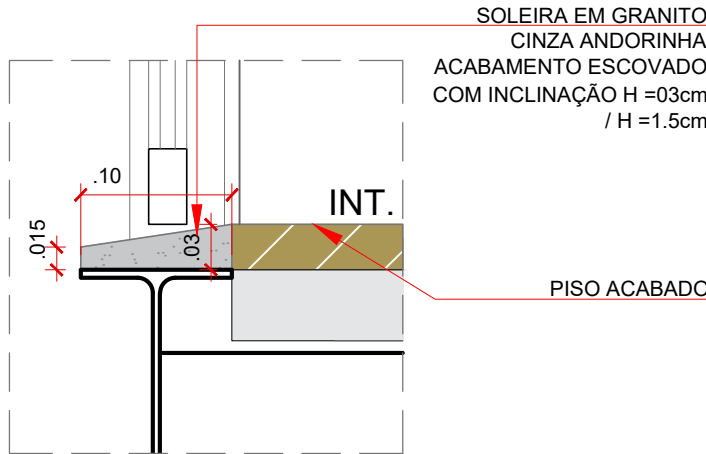 SOLEIRA EM GRANITO
CINZA ANDORINHA
ACABAMENTO ESCOVADO
COM INCLINAÇÃO H =03cm
/ H =1.5cm
.10
INT.
.015
.03
PISO ACABADO